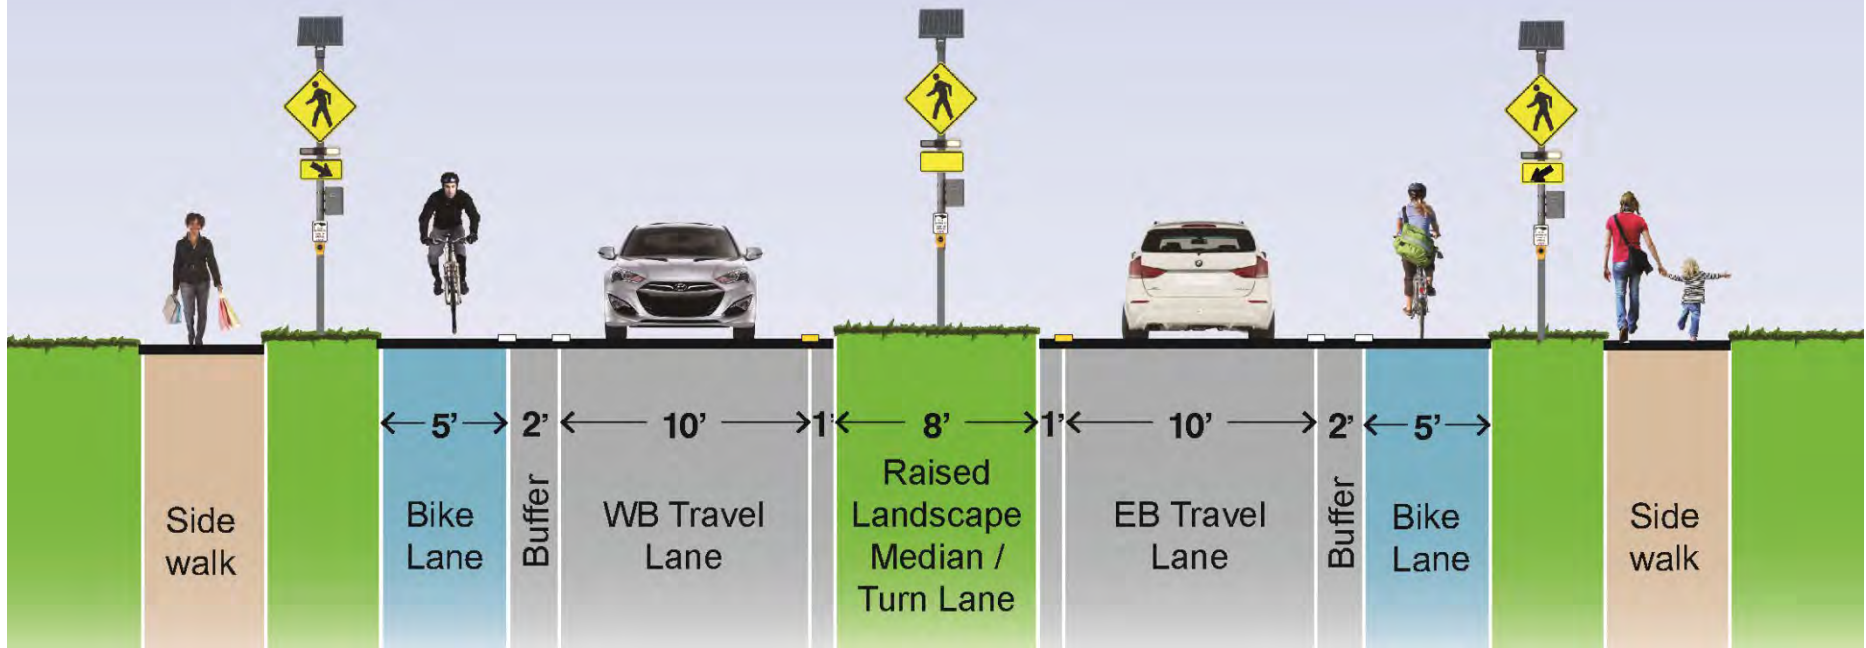 5’
2’
10’
1’
8’
1’
10’
2’
5’
Side
walk
Bike
Lane
Buffer
WB Travel
Lane
Raised
Landscape
Median /
Turn Lane
EB Travel
Lane
Buffer
Bike
Lane
Side
walk